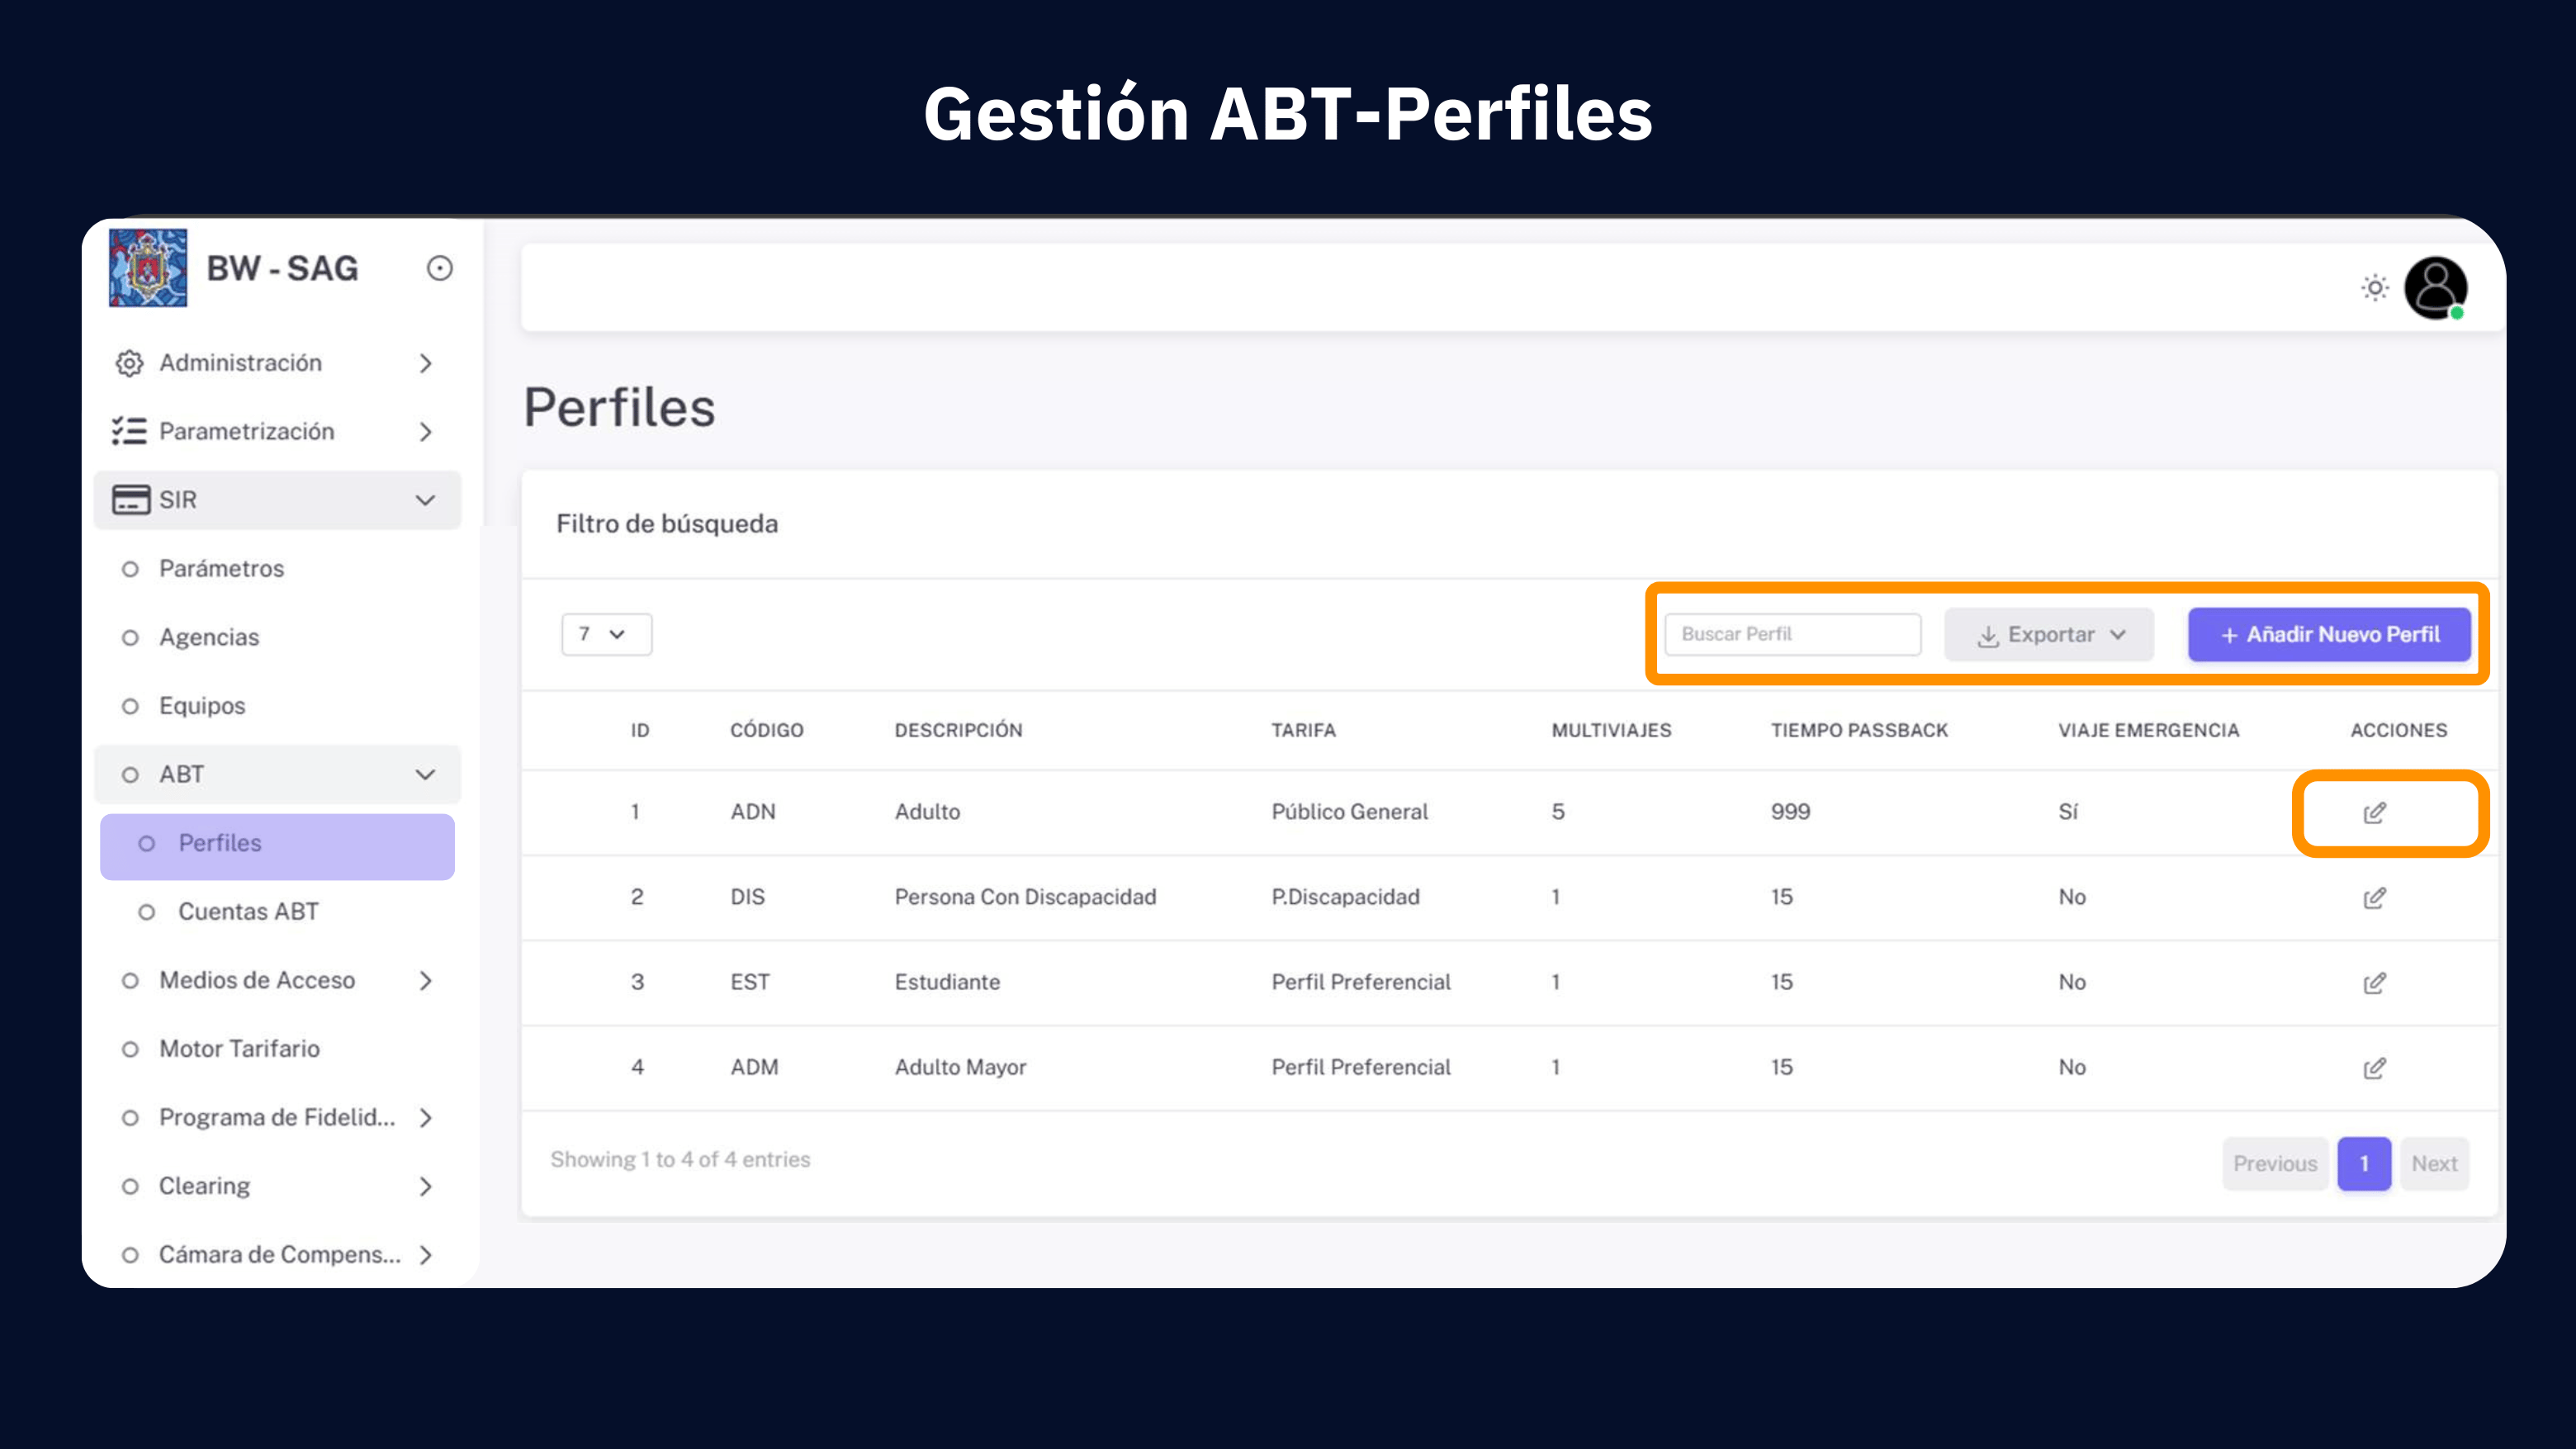 Gestión ABT-Perfiles
BW - SAG
Administración
Parametrización
SIR
Parámetros
Agencias
Equipos
ABT
Perfiles
Cuentas ABT
Medios de Acceso
Motor Tarifario
Programa de Fidelid...
Clearing
Cámara de Compens...
Perfiles
Filtro de búsqueda
7 Buscar Perfil Exportar + Añadir Nuevo Perfil
ID CÓDIGO DESCRIPCIÓN TARIFA MULTIVIAJES TIEMPO PASSBACK VIAJE EMERGENCIA ACCIONES
1 ADN Adulto Público General 5 999 Sí
2 DIS Persona Con Discapacidad P.Discapacidad 1 15 No
3 EST Estudiante Perfil Preferencial 1 15 No
4 ADM Adulto Mayor Perfil Preferencial 1 15 No
Showing 1 to 4 of 4 entries Previous 1 Next